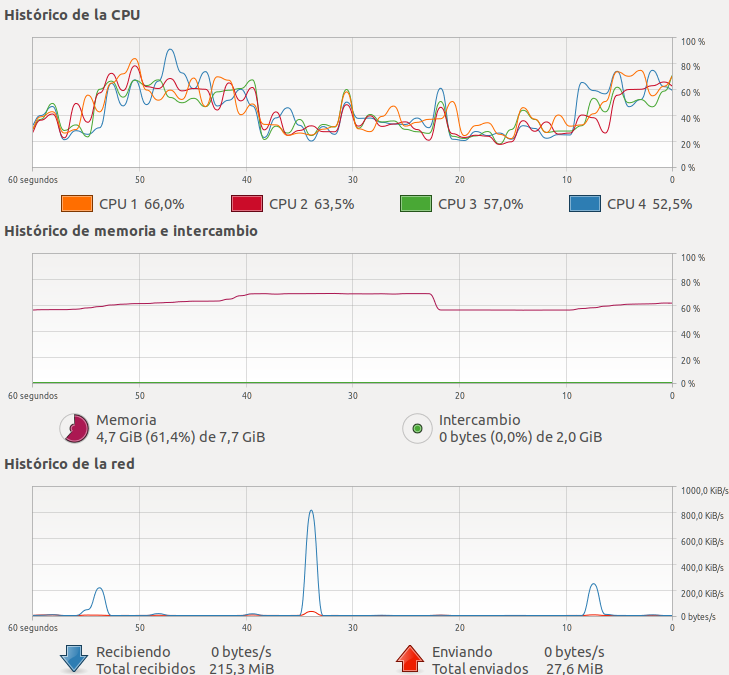 Histórico de la CPU
100 %
80 %
60 %
40 %
20 %
0 %
60 segundos 50 40 30 20 10 0
CPU 1 66,0% CPU 2 63,5% CPU 3 57,0% CPU 4 52,5%
Histórico de memoria e intercambio
100 %
80 %
60 %
40 %
20 %
0 %
60 segundos 50 40 30 20 10 0
Memoria Intercambio
4,7 GiB (61,4%) de 7,7 GiB 0 bytes (0,0%) de 2,0 GiB
Histórico de la red
1000,0 KiB/s
800,0 KiB/s
600,0 KiB/s
400,0 KiB/s
200,0 KiB/s
0 bytes/s
60 segundos 50 40 30 20 10 0
Recibiendo 0 bytes/s Enviando 0 bytes/s
Total recibidos 215,3 MiB Total enviados 27,6 MiB